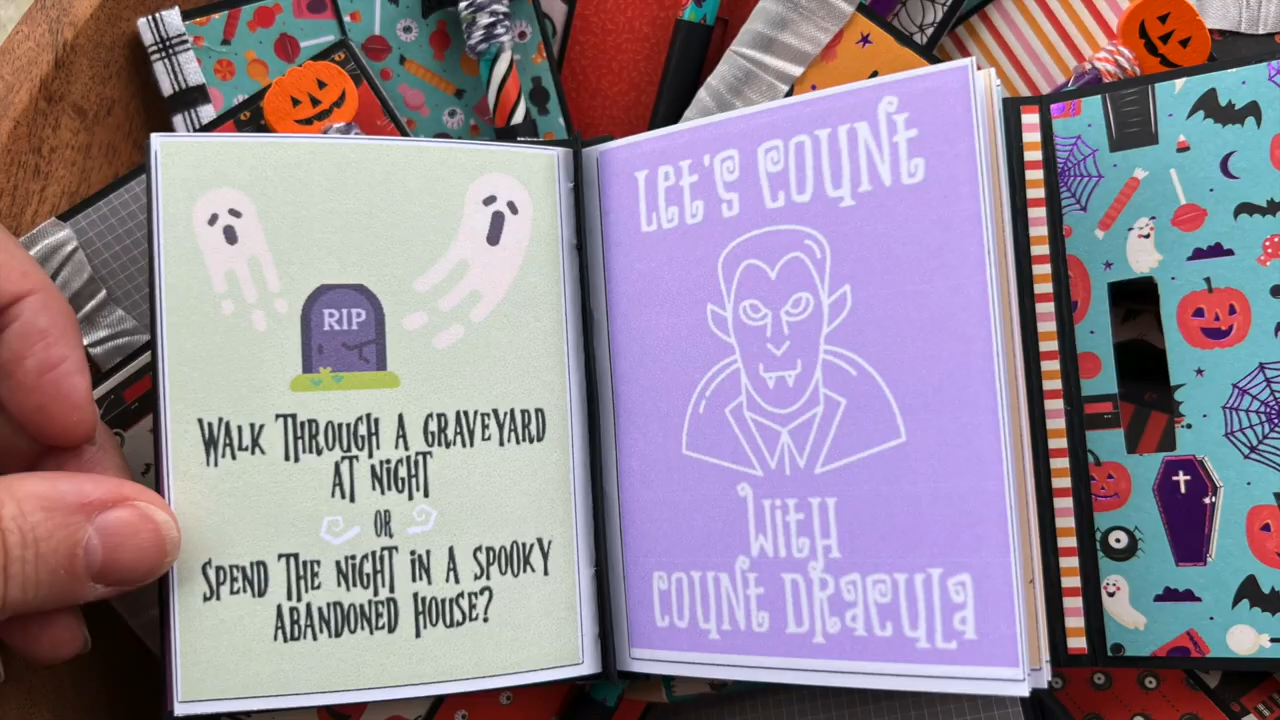 RIP
WALK THROUGH A GRAVEYARD
AT NIGHT
OR
SPEND THE NIGHT IN A SPOOKY
ABANDONED HOUSE?
LET'S COUNT
WITH
COUNT DRACULA